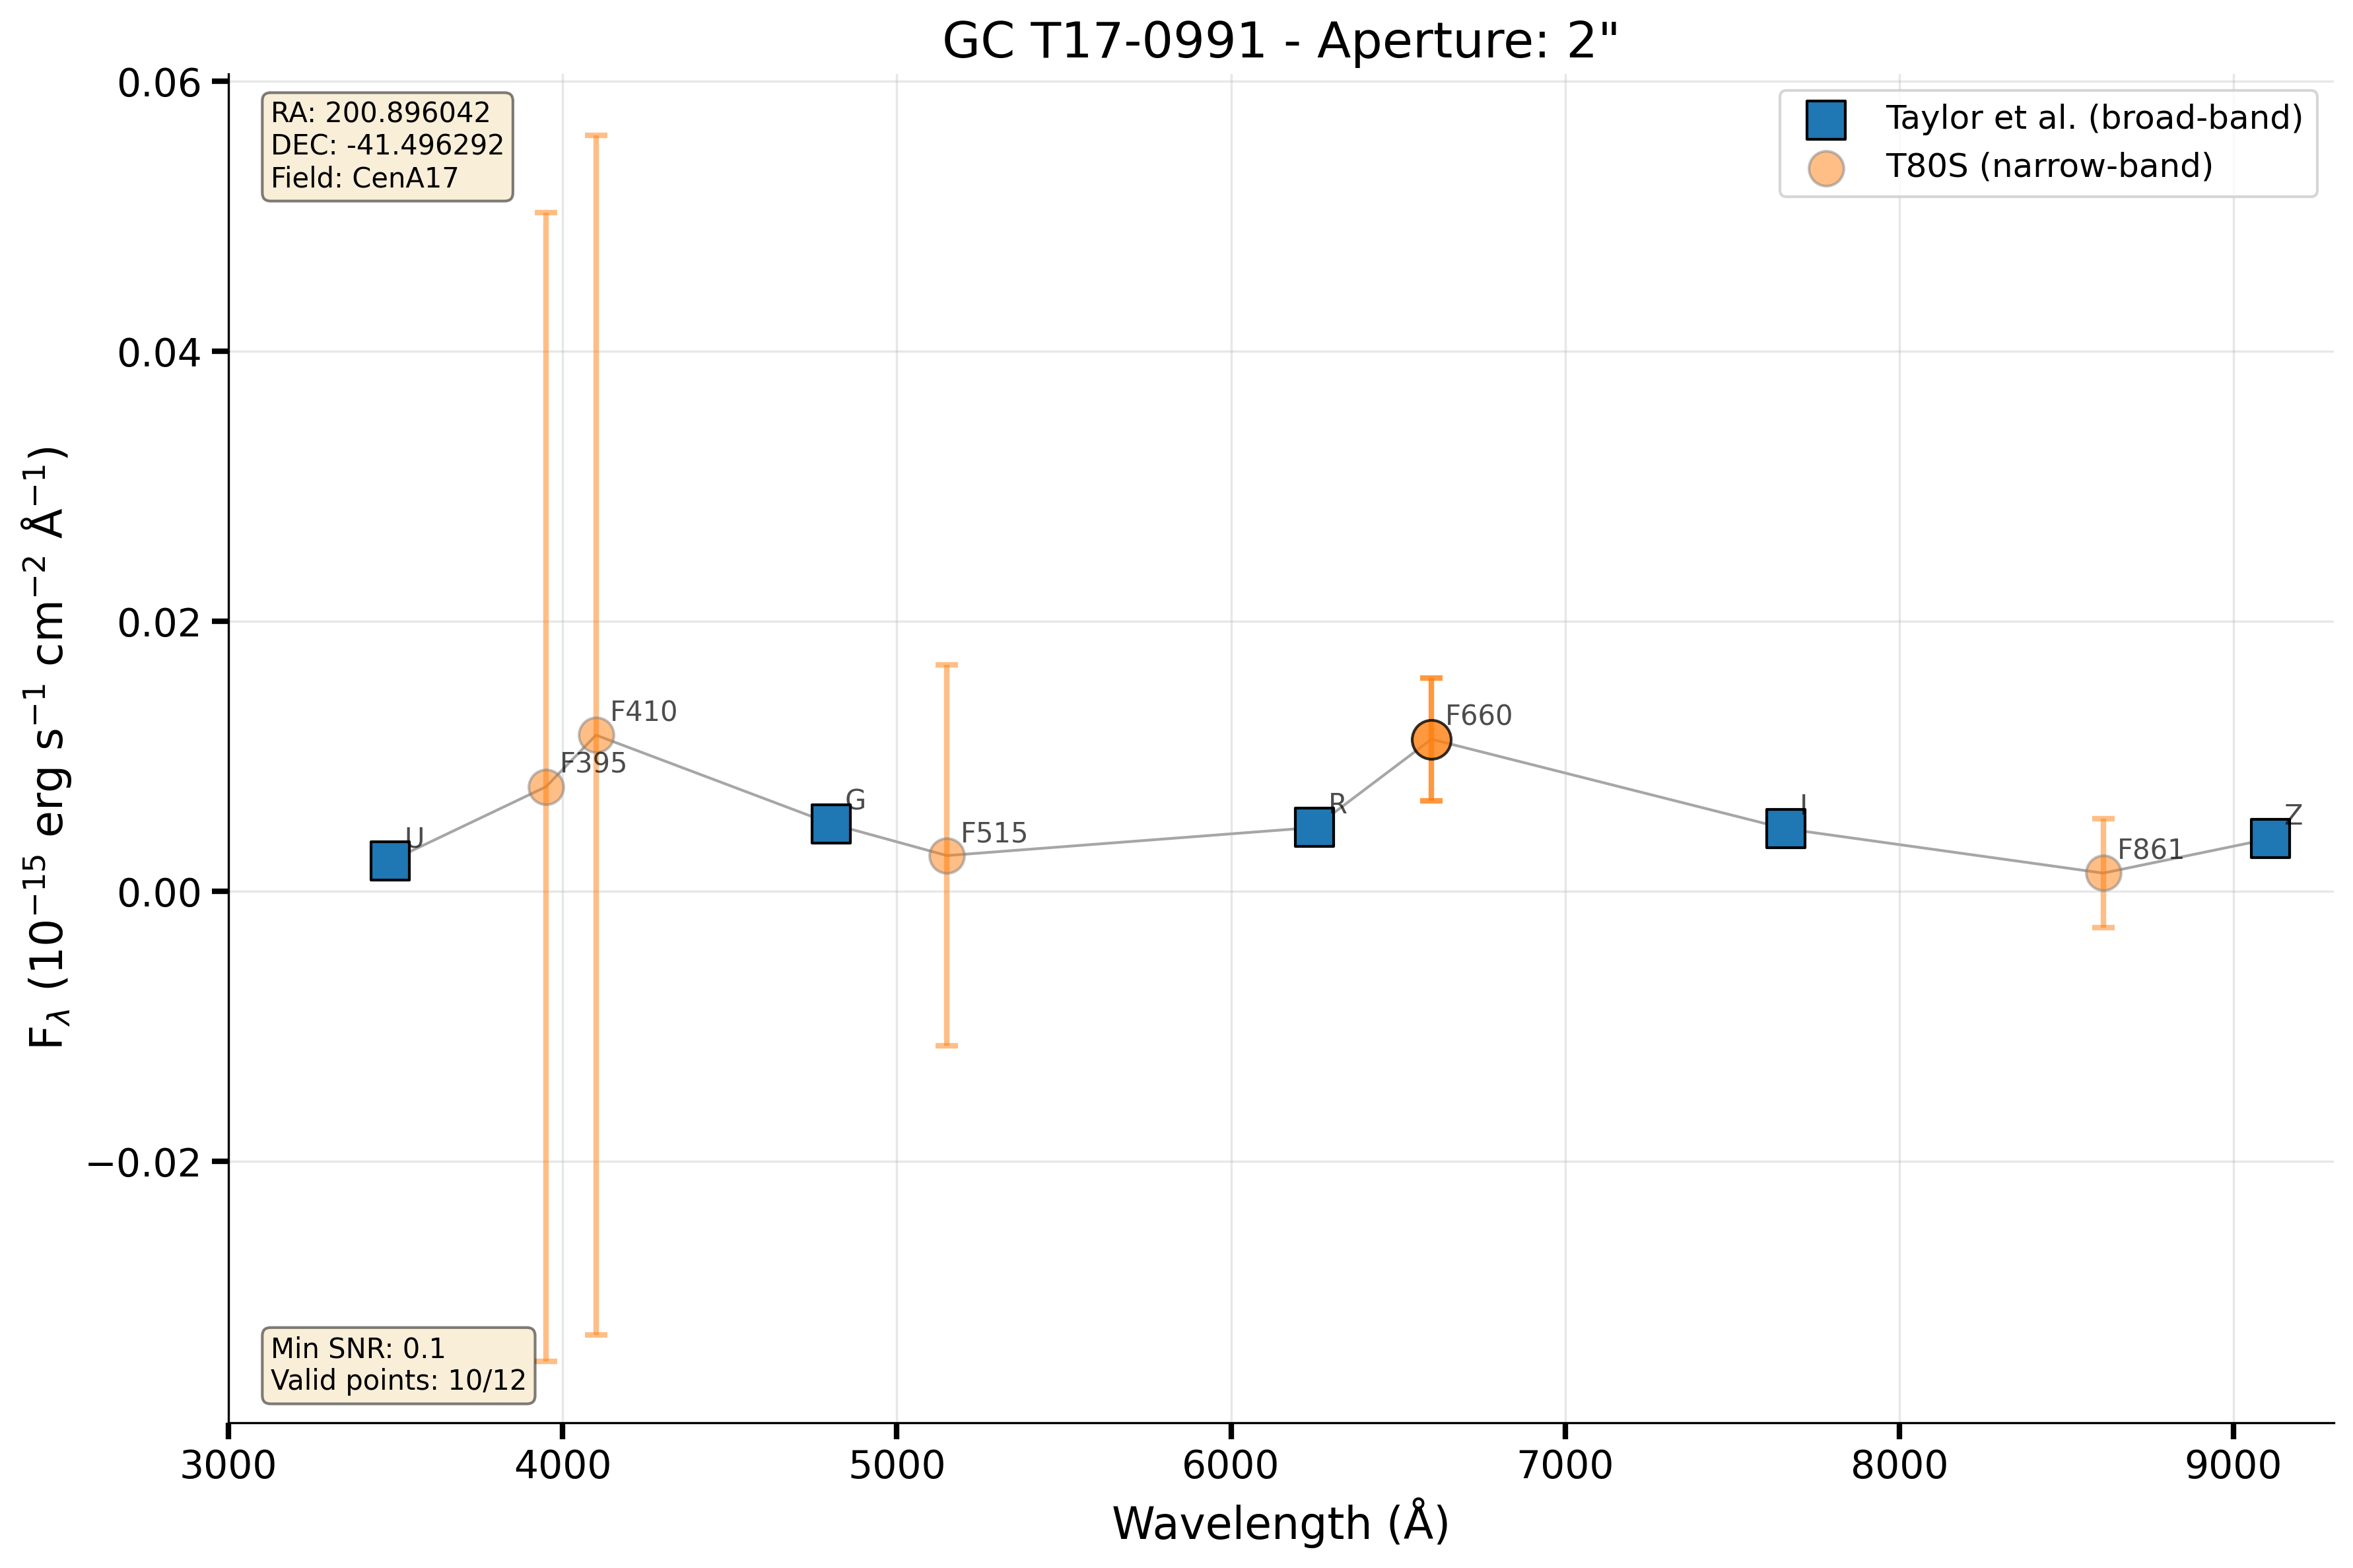 GC T17-0991 - Aperture: 2"
RA: 200.896042
DEC: -41.496292
Field: CenA17
Taylor et al. (broad-band)
T80S (narrow-band)
0.06
0.04
0.02
0.00
−0.02
F_λ (10⁻¹⁵ erg s⁻¹ cm⁻² Å⁻¹)
U
F395
F410
G
F515
R
F660
I
F861
Z
Min SNR: 0.1
Valid points: 10/12
3000 4000 5000 6000 7000 8000 9000
Wavelength (Å)